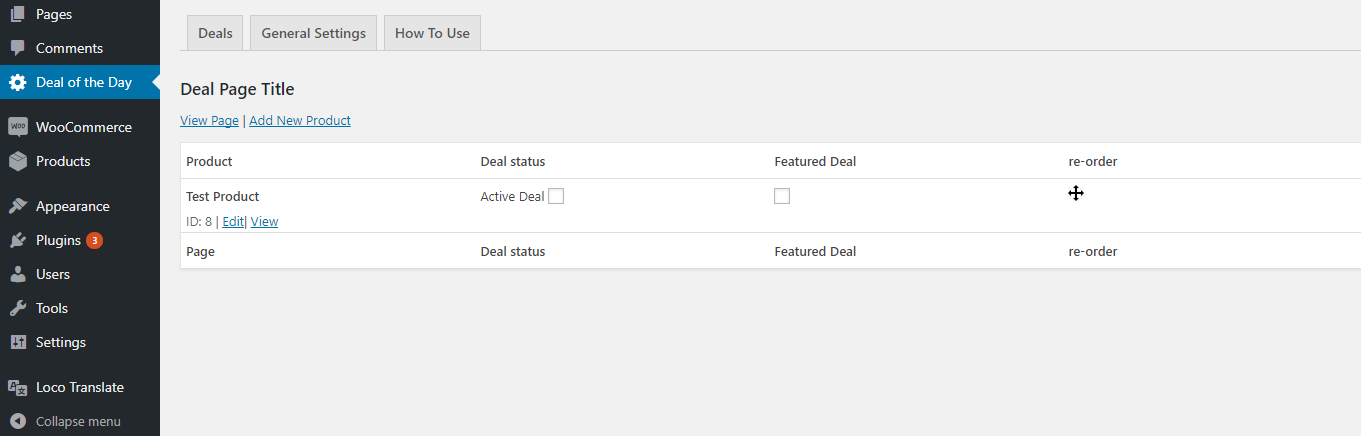 Pages
Comments
Deal of the Day
Woo WooCommerce
Products
Appearance
Plugins 3
Users
Tools
Settings
Loco Translate
Collapse menu
Deals General Settings How To Use
Deal Page Title
View Page | Add New Product
Product Deal status Featured Deal re-order
Test Product Active Deal
ID: 8 | Edit| View
Page Deal status Featured Deal re-order